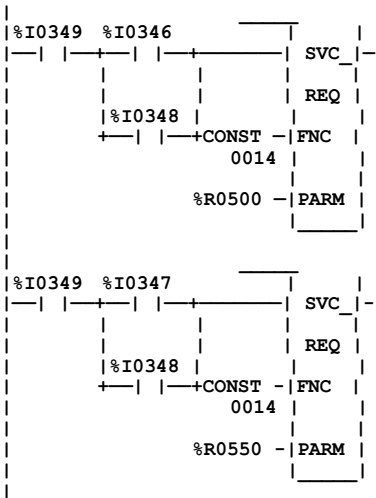 %I0349 %I0346
SVC_
REQ
%I0348
CONST FNC
0014
%R0500 PARM
%I0349 %I0347
SVC_
REQ
%I0348
CONST FNC
0014
%R0550 PARM